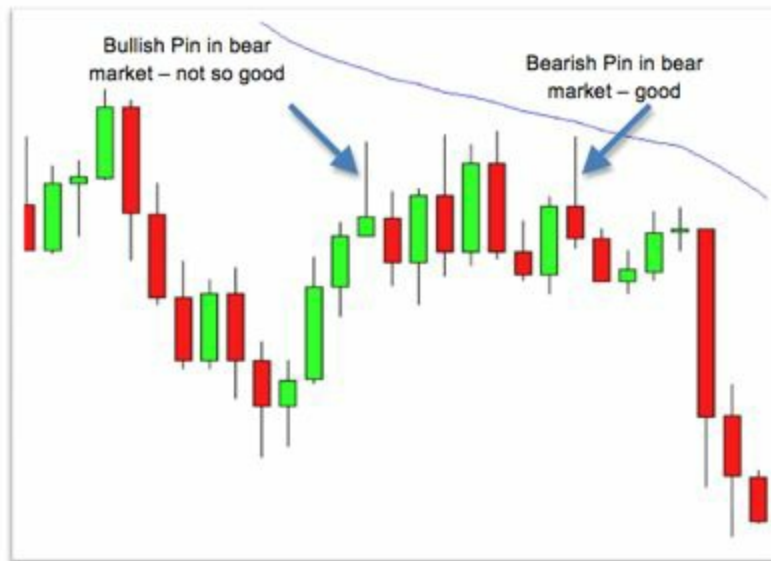 Bullish Pin in bear
market – not so good
Bearish Pin in bear
market – good